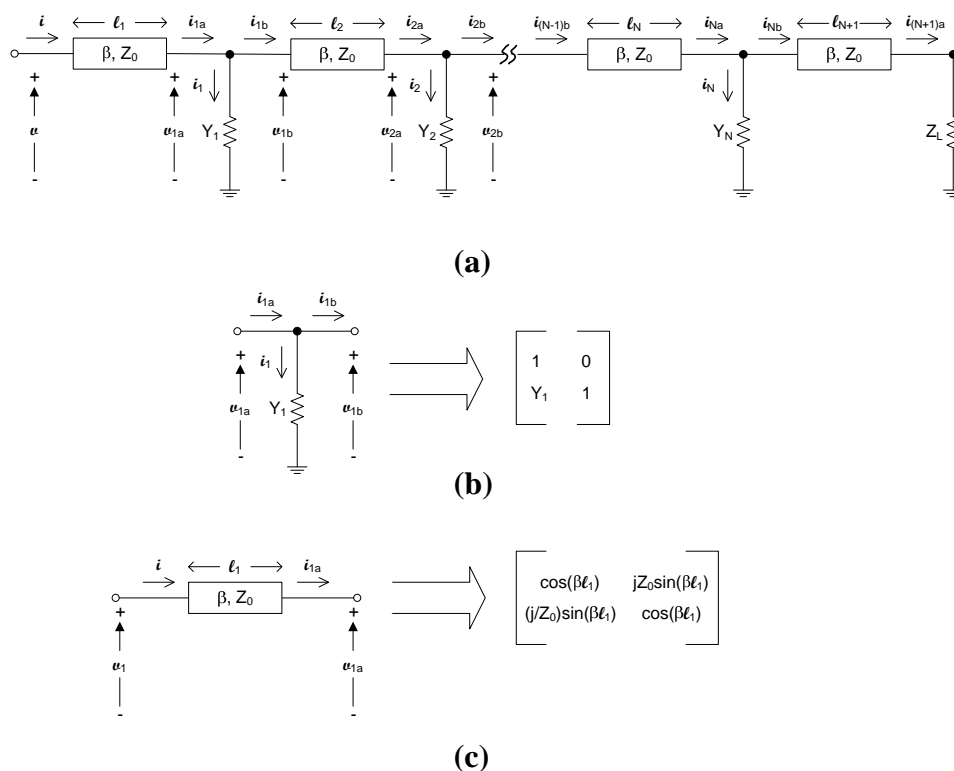 i ℓ1 i1a i1b ℓ2 i2a i2b i(N-1)b ℓN iNa iNb ℓN+1 i(N+1)a
β, Z0 β, Z0 β, Z0 β, Z0
+ + i1 + + i2 + iN
v v1a Y1 v1b v2a Y2 v2b YN ZL
- - - - -
(a)
i1a i1b
+ i1 +
v1a Y1 v1b
- -
1 0
Y1 1
(b)
i ℓ1 i1a
β, Z0
+ +
v1 v1a
- -
cos(βℓ1) jZ0sin(βℓ1)
(j/Z0)sin(βℓ1) cos(βℓ1)
(c)